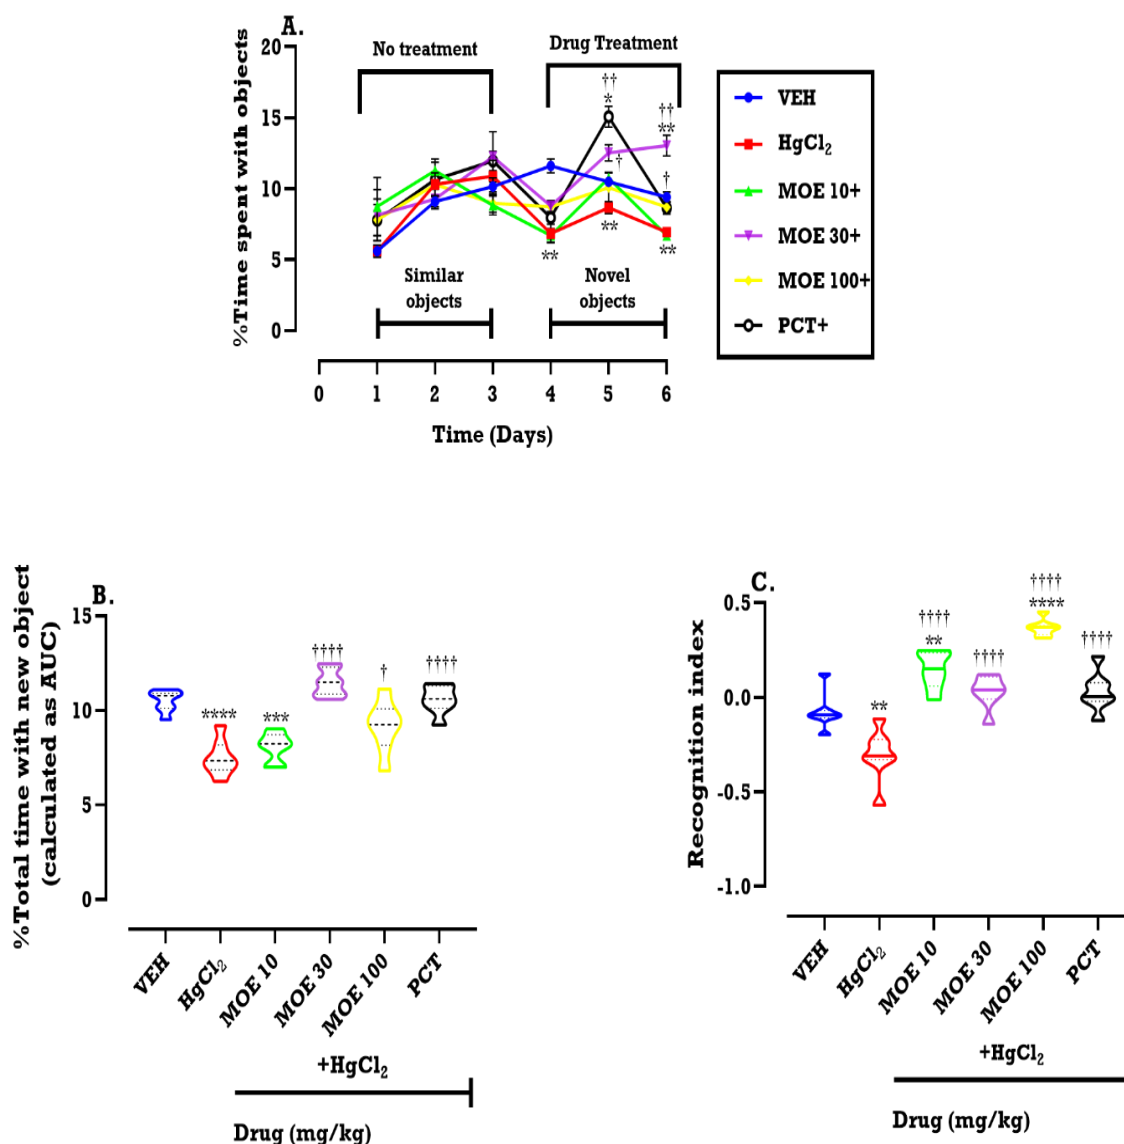 A.
No treatment
Drug Treatment
%Time spent with objects
20
15
10
5
0
††
*
††
**
†
†
**
**
**
Similar
objects
Novel
objects
0 1 2 3 4 5 6
Time (Days)
VEH
HgCl2
MOE 10+
MOE 30+
MOE 100+
PCT+
B.
%Total time with new object
(calculated as AUC)
15
10
5
0
****
***
††††
†
††††
VEH
HgCl2
MOE 10
MOE 30
MOE 100
PCT
+HgCl2
Drug (mg/kg)
C.
Recognition index
0.5
0.0
-0.5
-1.0
**
††††
**
††††
††††
****
††††
VEH
HgCl2
MOE 10
MOE 30
MOE 100
PCT
+HgCl2
Drug (mg/kg)